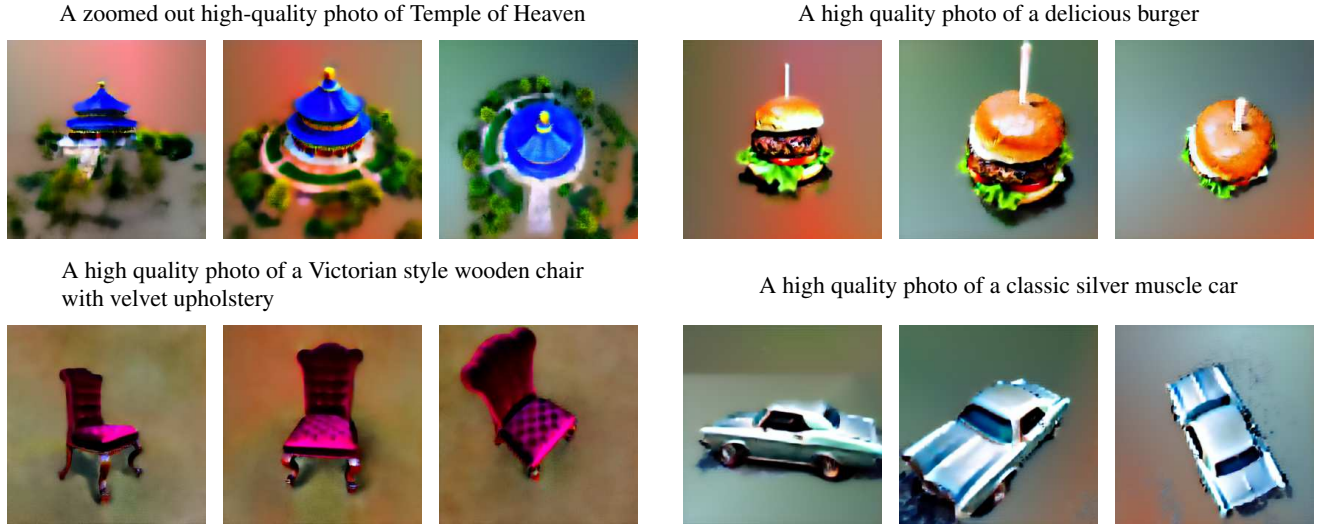 A zoomed out high-quality photo of Temple of Heaven
A high quality photo of a delicious burger
A high quality photo of a Victorian style wooden chair
with velvet upholstery
A high quality photo of a classic silver muscle car